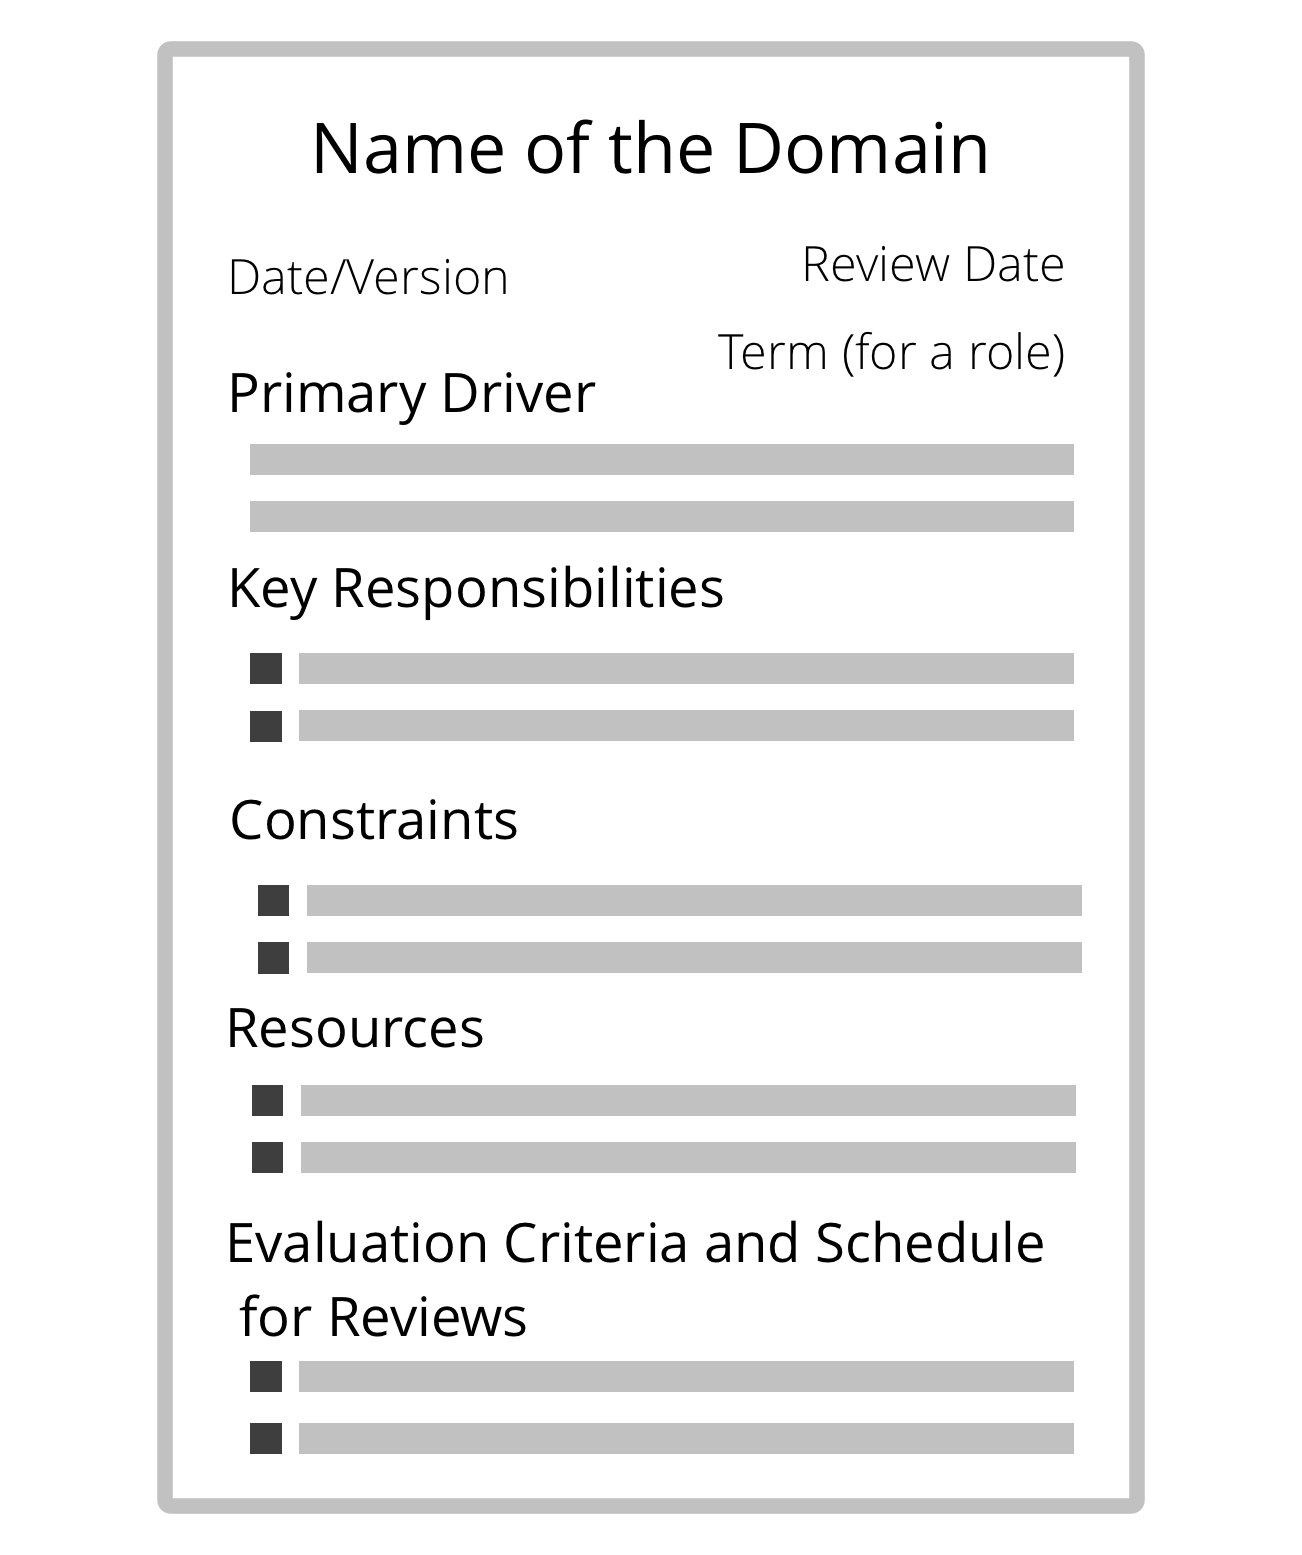 Name of the Domain
Date/Version
Review Date
Term (for a role)
Primary Driver
Key Responsibilities
Constraints
Resources
Evaluation Criteria and Schedule
for Reviews